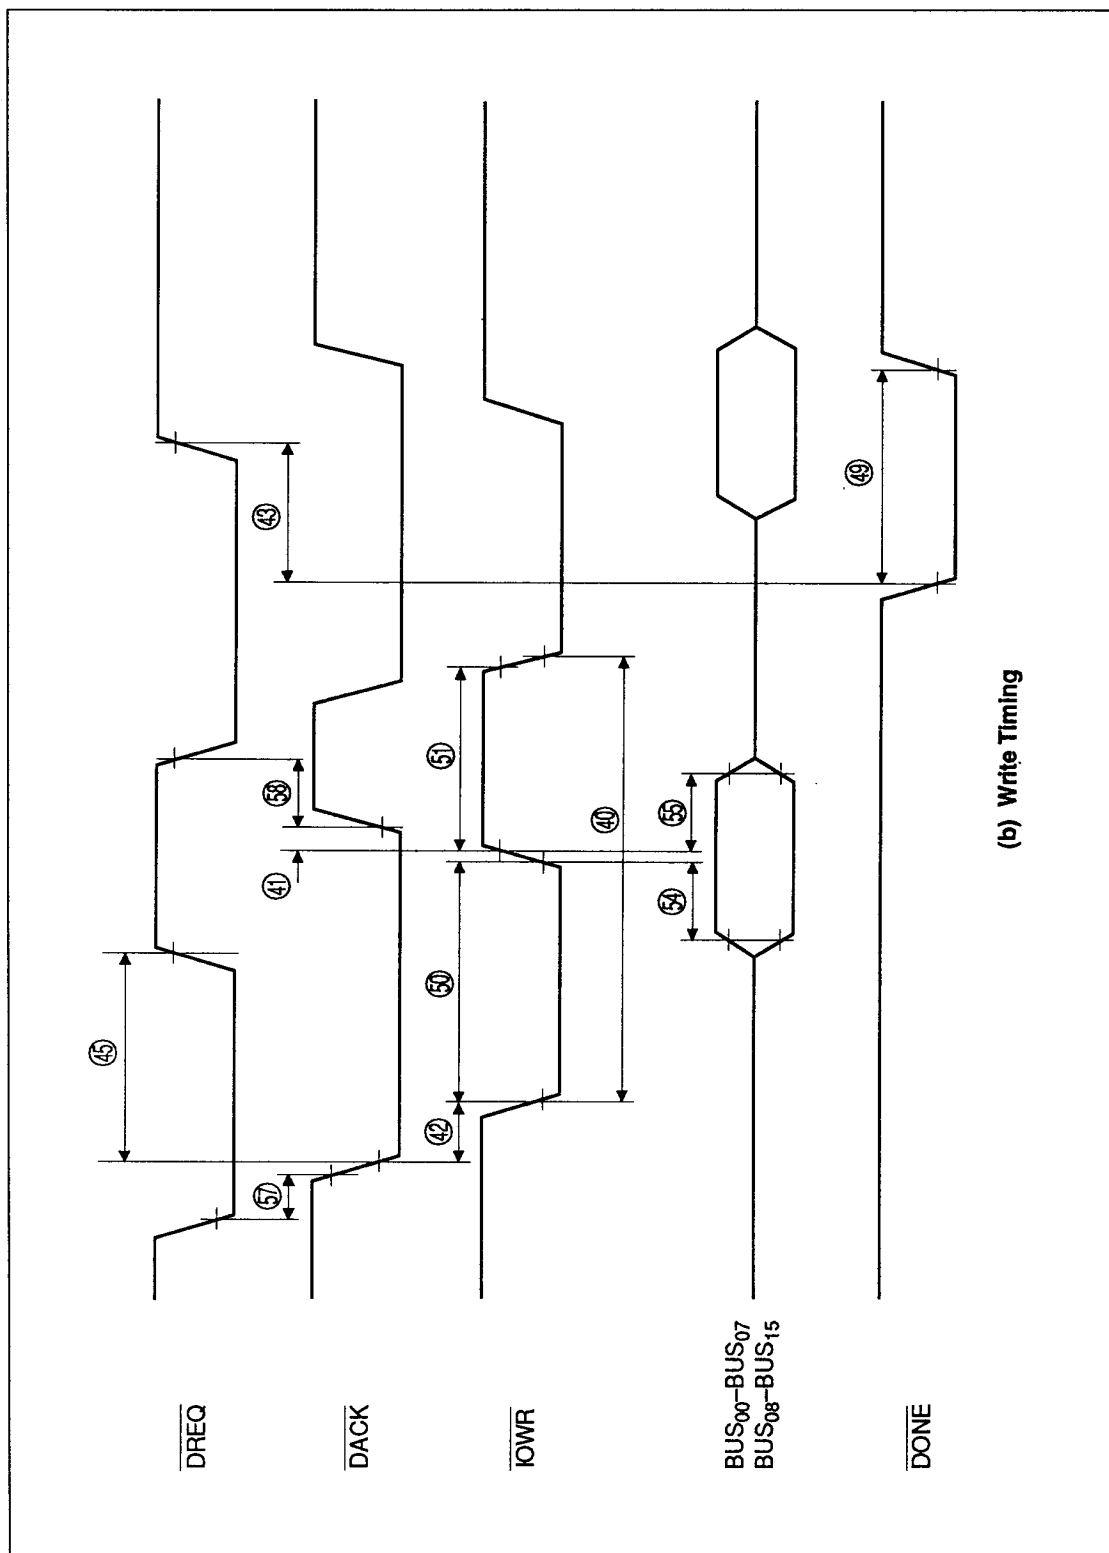 DREQ
DACK
IOWR
BUS00–BUS07
BUS08–BUS15
DONE
45
57
58
43
41
42
50
51
40
54
55
49
(b) Write Timing